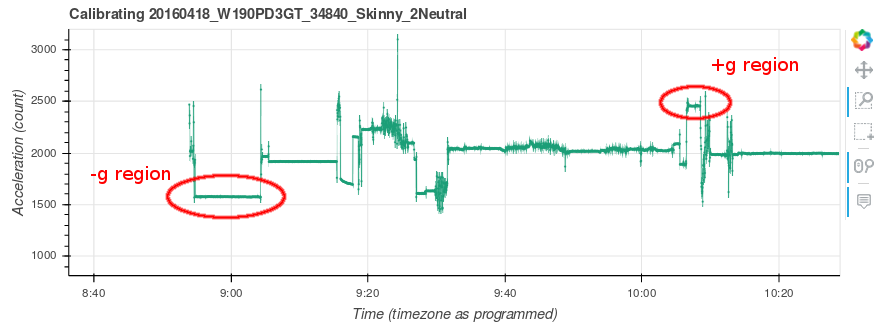 Calibrating 20160418_W190PD3GT_34840_Skinny_2Neutral
3000
+g region
2500
2000
-g region
1500
1000
Acceleration (count)
8:40 9:00 9:20 9:40 10:00 10:20
Time (timezone as programmed)